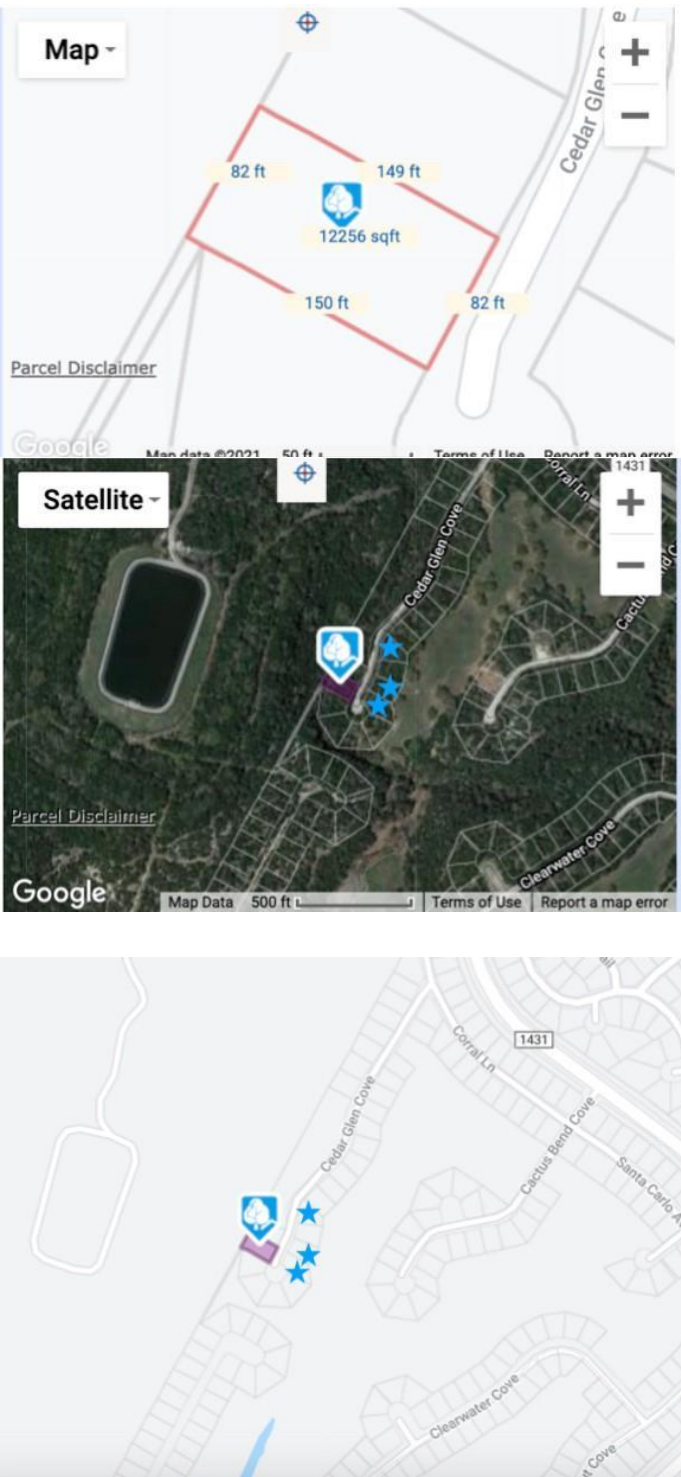 Map
Cedar Glen
82 ft
149 ft
12256 sqft
150 ft
82 ft
Parcel Disclaimer
Google
Map data ©2021
50 ft
Terms of Use
Report a map error
Satellite
1431
Corral Ln
Cedar Glen Cove
Cactus
Parcel Disclaimer
Clearwater Cove
Google
Map Data
500 ft
Terms of Use
Report a map error
1431
Corral Ln
Cedar Glen Cove
Cactus Bend Cove
Santa Carlo
Clearwater Cove
Cove